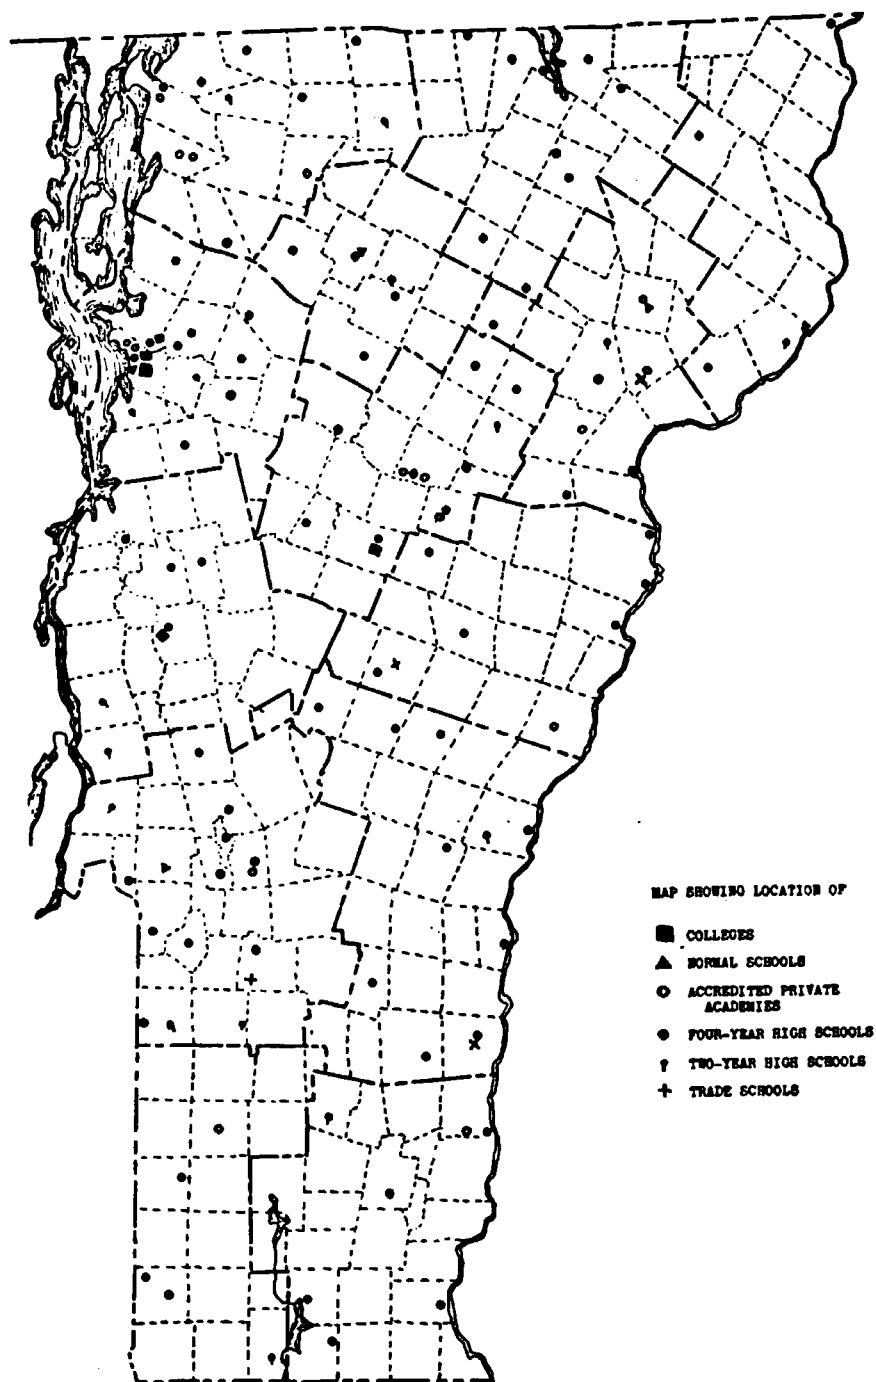 MAP SHOWING LOCATION OF
COLLEGES
NORMAL SCHOOLS
ACCREDITED PRIVATE
ACADEMIES
FOUR-YEAR HIGH SCHOOLS
TWO-YEAR HIGH SCHOOLS
TRADE SCHOOLS